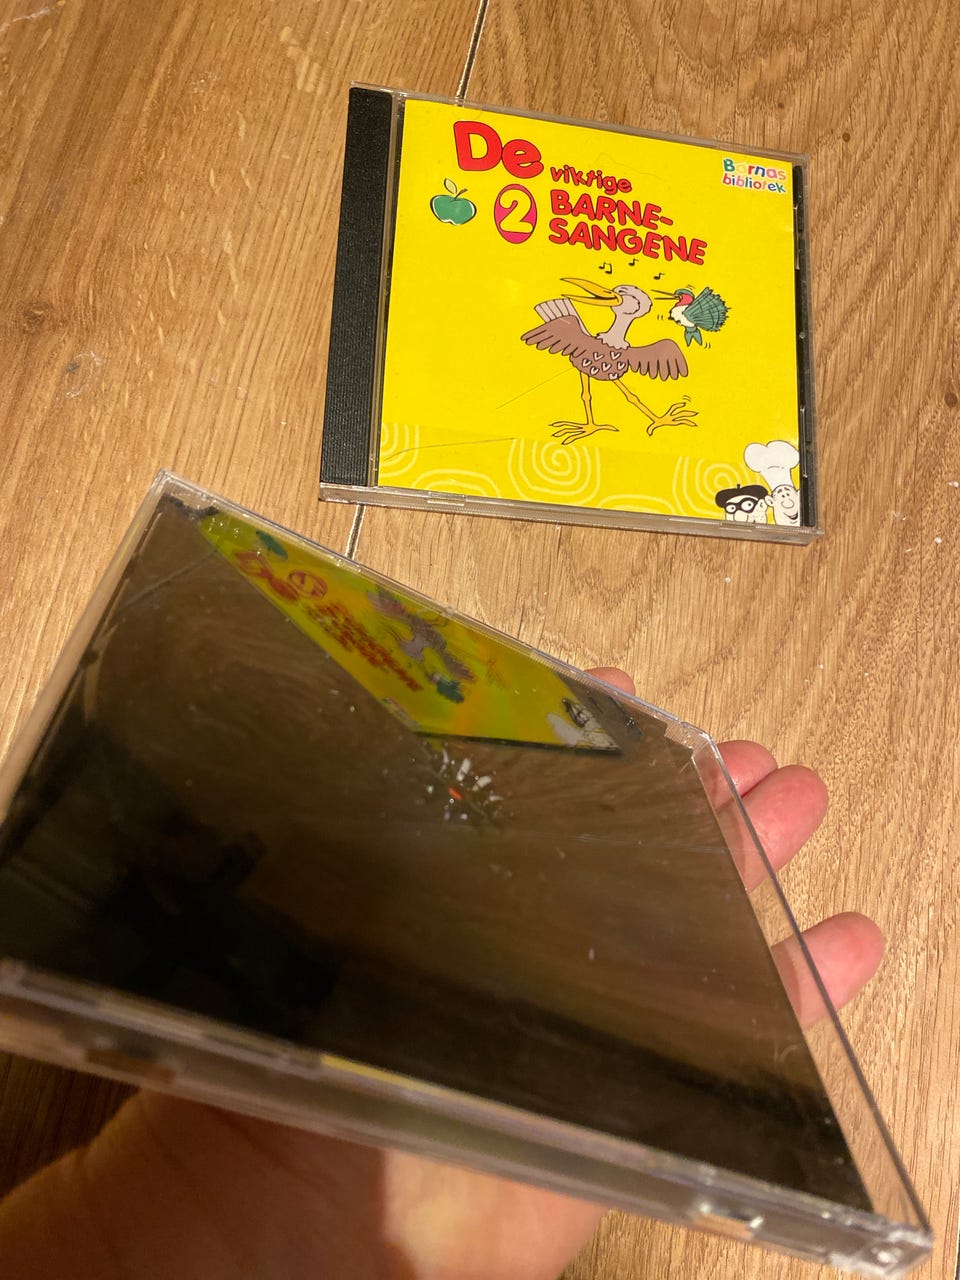 De
viktige
2 BARNE-
SANGENE
Barnas
bibliotek